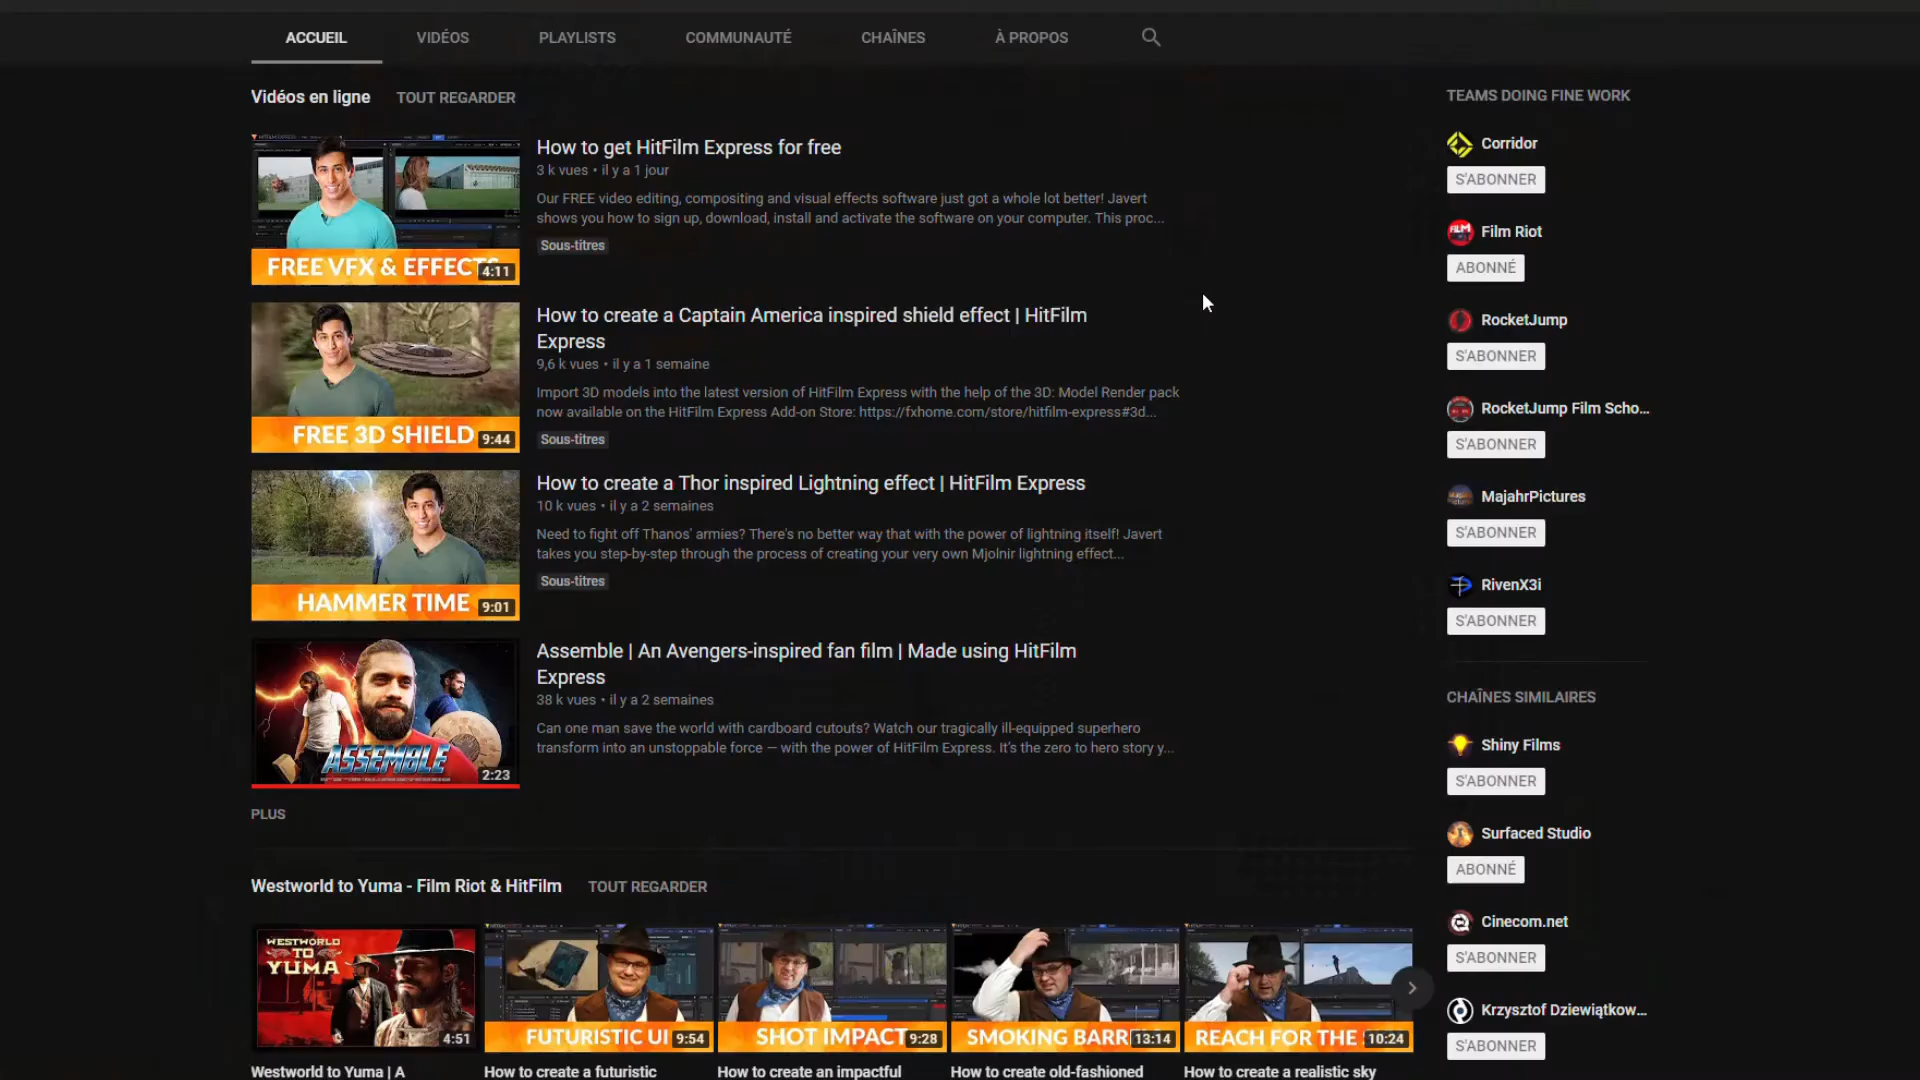 ACCUEIL VIDÉOS PLAYLISTS COMMUNAUTÉ CHAÎNES À PROPOS
Vidéos en ligne TOUT REGARDER
FREE VFX & EFFECTS
4:11
How to get HitFilm Express for free
3 k vues • il y a 1 jour
Our FREE video editing, compositing and visual effects software just got a whole lot better! Javert
shows you how to sign up, download, install and activate the software on your computer. This proc...
Sous-titres
FREE 3D SHIELD
9:44
How to create a Captain America inspired shield effect | HitFilm
Express
9,6 k vues • il y a 1 semaine
Import 3D models into the latest version of HitFilm Express with the help of the 3D: Model Render pack
now available on the HitFilm Express Add-on Store: https://fxhome.com/store/hitfilm-express#3d...
Sous-titres
HAMMER TIME
9:01
How to create a Thor inspired Lightning effect | HitFilm Express
10 k vues • il y a 2 semaines
Need to fight off Thanos' armies? There's no better way that with the power of lightning itself! Javert
takes you step-by-step through the process of creating your very own Mjolnir lightning effect...
Sous-titres
ASSEMBLE
2:23
Assemble | An Avengers-inspired fan film | Made using HitFilm
Express
38 k vues • il y a 2 semaines
Can one man save the world with cardboard cutouts? Watch our tragically ill-equipped superhero
transform into an unstoppable force — with the power of HitFilm Express. It's the zero to hero story y...
PLUS
Westworld to Yuma - Film Riot & HitFilm TOUT REGARDER
WESTWORLD
TO
YUMA
4:51
Westworld to Yuma | A
FUTURISTIC UI
9:54
How to create a futuristic
SHOT IMPACT
9:28
How to create an impactful
SMOKING BARR
13:14
How to create old-fashioned
REACH FOR THE
10:24
How to create a realistic sky
TEAMS DOING FINE WORK
Corridor
S'ABONNER
FILM
Film Riot
ABONNÉ
RocketJump
S'ABONNER
RocketJump Film Scho...
S'ABONNER
MajahrPictures
S'ABONNER
RivenX3i
S'ABONNER
CHAÎNES SIMILAIRES
Shiny Films
S'ABONNER
Surfaced Studio
ABONNÉ
Cinecom.net
S'ABONNER
Krzysztof Dziewiątkow...
S'ABONNER